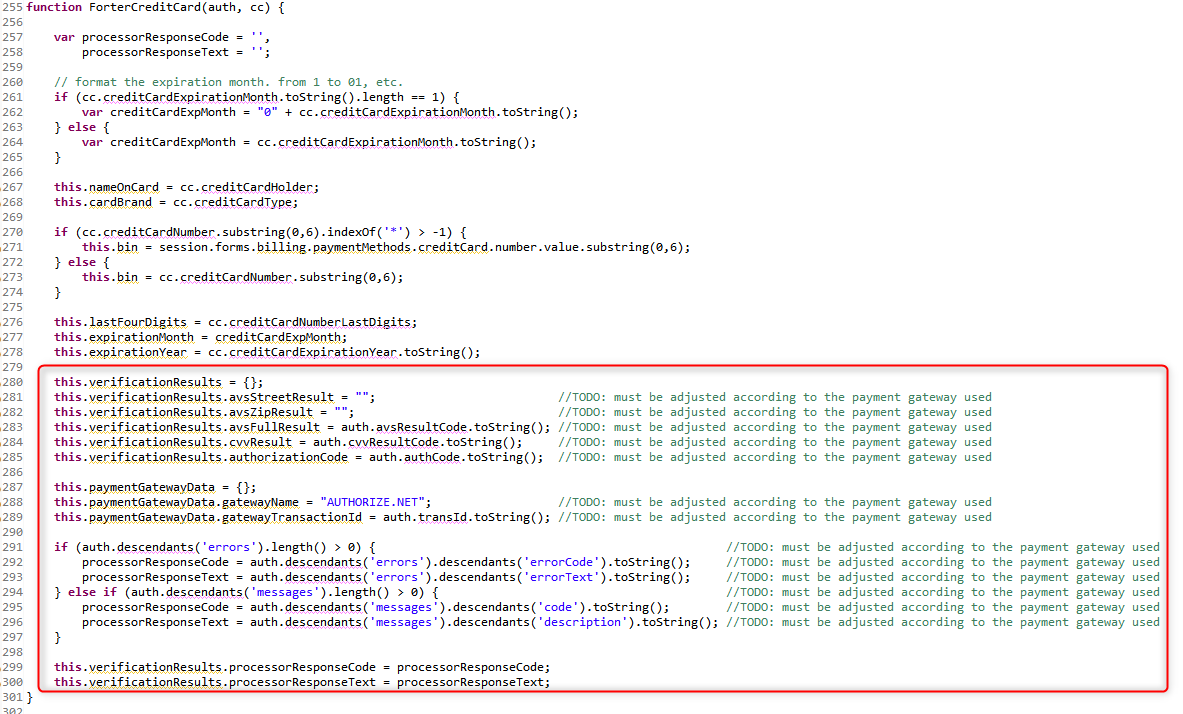 255 function ForterCreditCard(auth, cc) {
256
257     var processorResponseCode = '',
258         processorResponseText = '';
259
260     // format the expiration month. from 1 to 01, etc.
261     if (cc.creditCardExpirationMonth.toString().length == 1) {
262         var creditCardExpMonth = "0" + cc.creditCardExpirationMonth.toString();
263     } else {
264         var creditCardExpMonth = cc.creditCardExpirationMonth.toString();
265     }
266
267     this.nameOnCard = cc.creditCardHolder;
268     this.cardBrand = cc.creditCardType;
269
270     if (cc.creditCardNumber.substring(0,6).indexOf('*') > -1) {
271         this.bin = session.forms.billing.paymentMethods.creditCard.number.value.substring(0,6);
272     } else {
273         this.bin = cc.creditCardNumber.substring(0,6);
274     }
275
276     this.lastFourDigits = cc.creditCardNumberLastDigits;
277     this.expirationMonth = creditCardExpMonth;
278     this.expirationYear = cc.creditCardExpirationYear.toString();
279
280     this.verificationResults = {};
281     this.verificationResults.avsStreetResult = "";                          //TODO: must be adjusted according to the payment gateway used
282     this.verificationResults.avsZipResult = "";                             //TODO: must be adjusted according to the payment gateway used
283     this.verificationResults.avsFullResult = auth.avsResultCode.toString(); //TODO: must be adjusted according to the payment gateway used
284     this.verificationResults.cvvResult = auth.cvvResultCode.toString();     //TODO: must be adjusted according to the payment gateway used
285     this.verificationResults.authorizationCode = auth.authCode.toString();  //TODO: must be adjusted according to the payment gateway used
286
287     this.paymentGatewayData = {};
288     this.paymentGatewayData.gatewayName = "AUTHORIZE.NET";                  //TODO: must be adjusted according to the payment gateway used
289     this.paymentGatewayData.gatewayTransactionId = auth.transId.toString(); //TODO: must be adjusted according to the payment gateway used
290
291     if (auth.descendants('errors').length() > 0) {                                                  //TODO: must be adjusted according to the payment gateway used
292         processorResponseCode = auth.descendants('errors').descendants('errorCode').toString();     //TODO: must be adjusted according to the payment gateway used
293         processorResponseText = auth.descendants('errors').descendants('errorText').toString();     //TODO: must be adjusted according to the payment gateway used
294     } else if (auth.descendants('messages').length() > 0) {                                         //TODO: must be adjusted according to the payment gateway used
295         processorResponseCode = auth.descendants('messages').descendants('code').toString();        //TODO: must be adjusted according to the payment gateway used
296         processorResponseText = auth.descendants('messages').descendants('description').toString(); //TODO: must be adjusted according to the payment gateway used
297     }
298
299     this.verificationResults.processorResponseCode = processorResponseCode;
300     this.verificationResults.processorResponseText = processorResponseText;
301 }
302